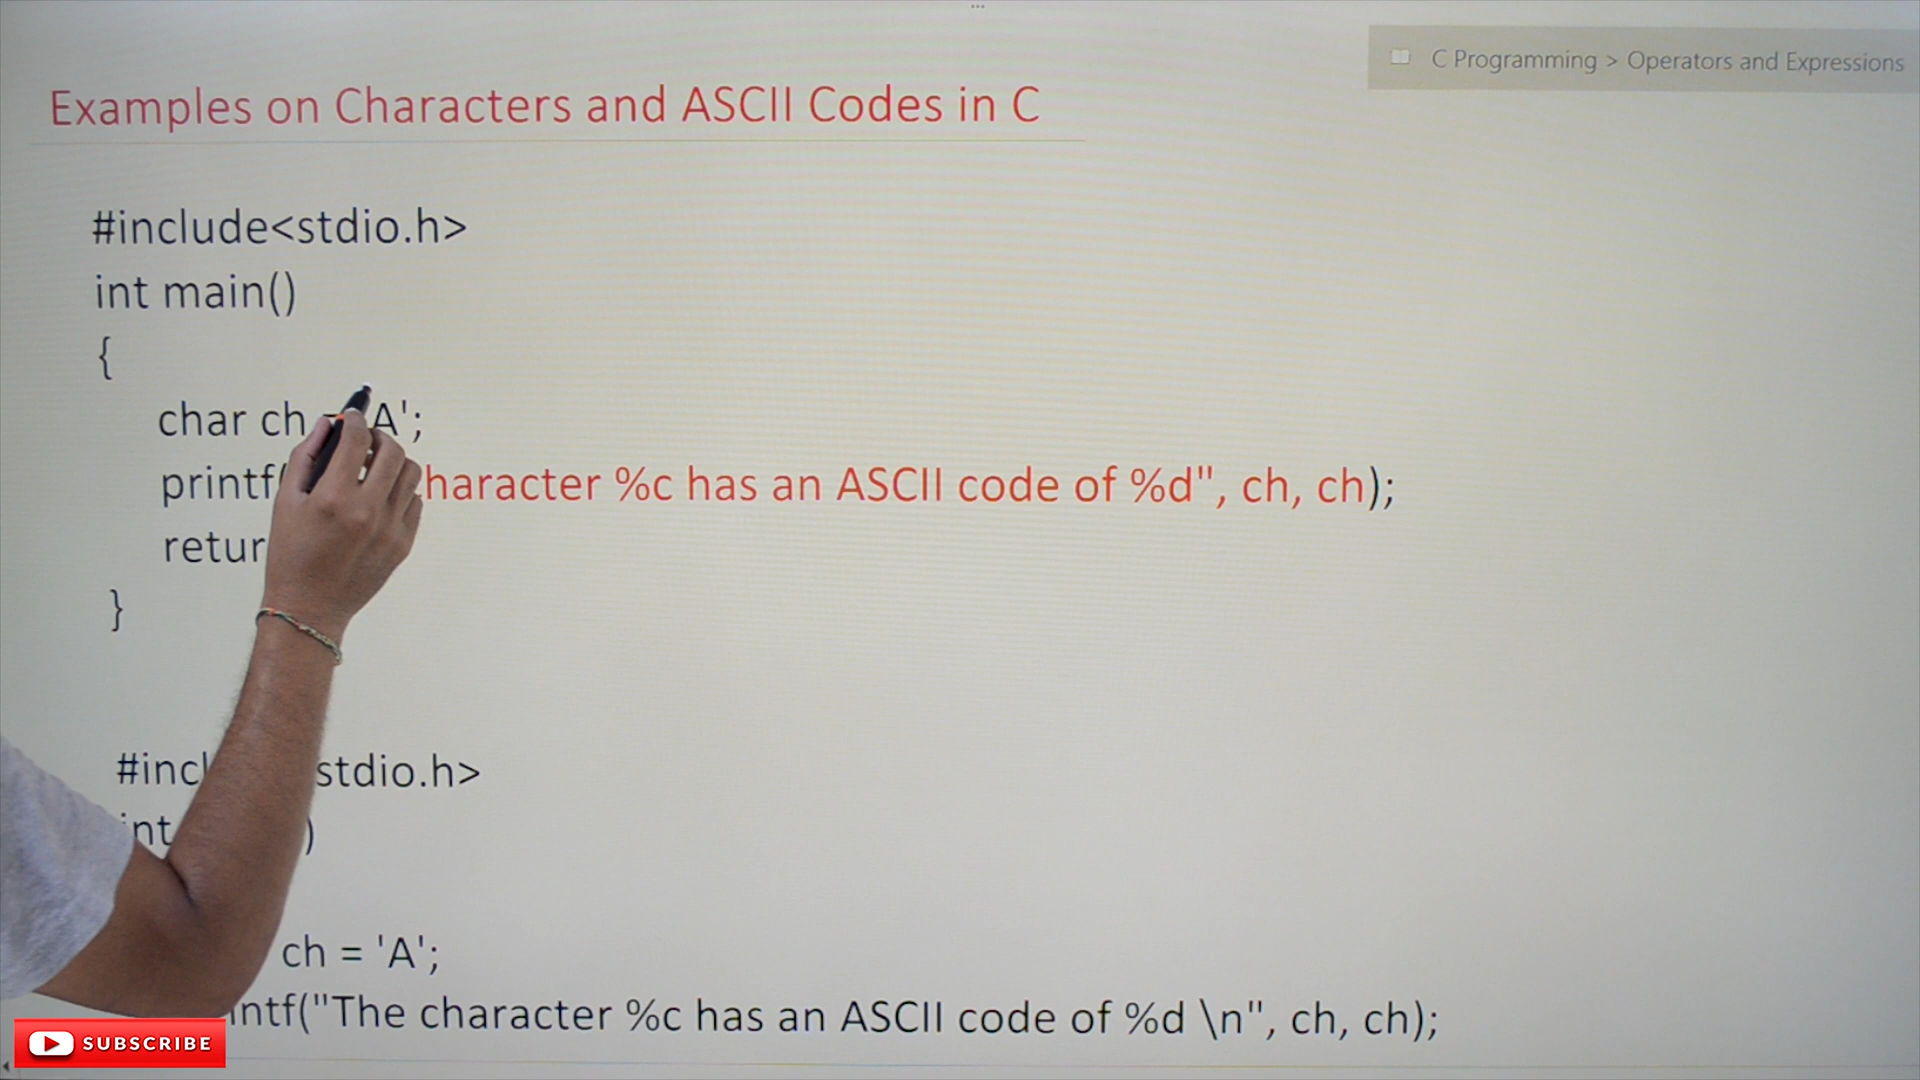 C Programming > Operators and Expressions
Examples on Characters and ASCII Codes in C
#include<stdio.h>
int main()
{
char ch = A';
printf( haracter %c has an ASCII code of %d", ch, ch);
retur
}
#incl stdio.h>
int )
ch = 'A';
intf("The character %c has an ASCII code of %d \n", ch, ch);
SUBSCRIBE